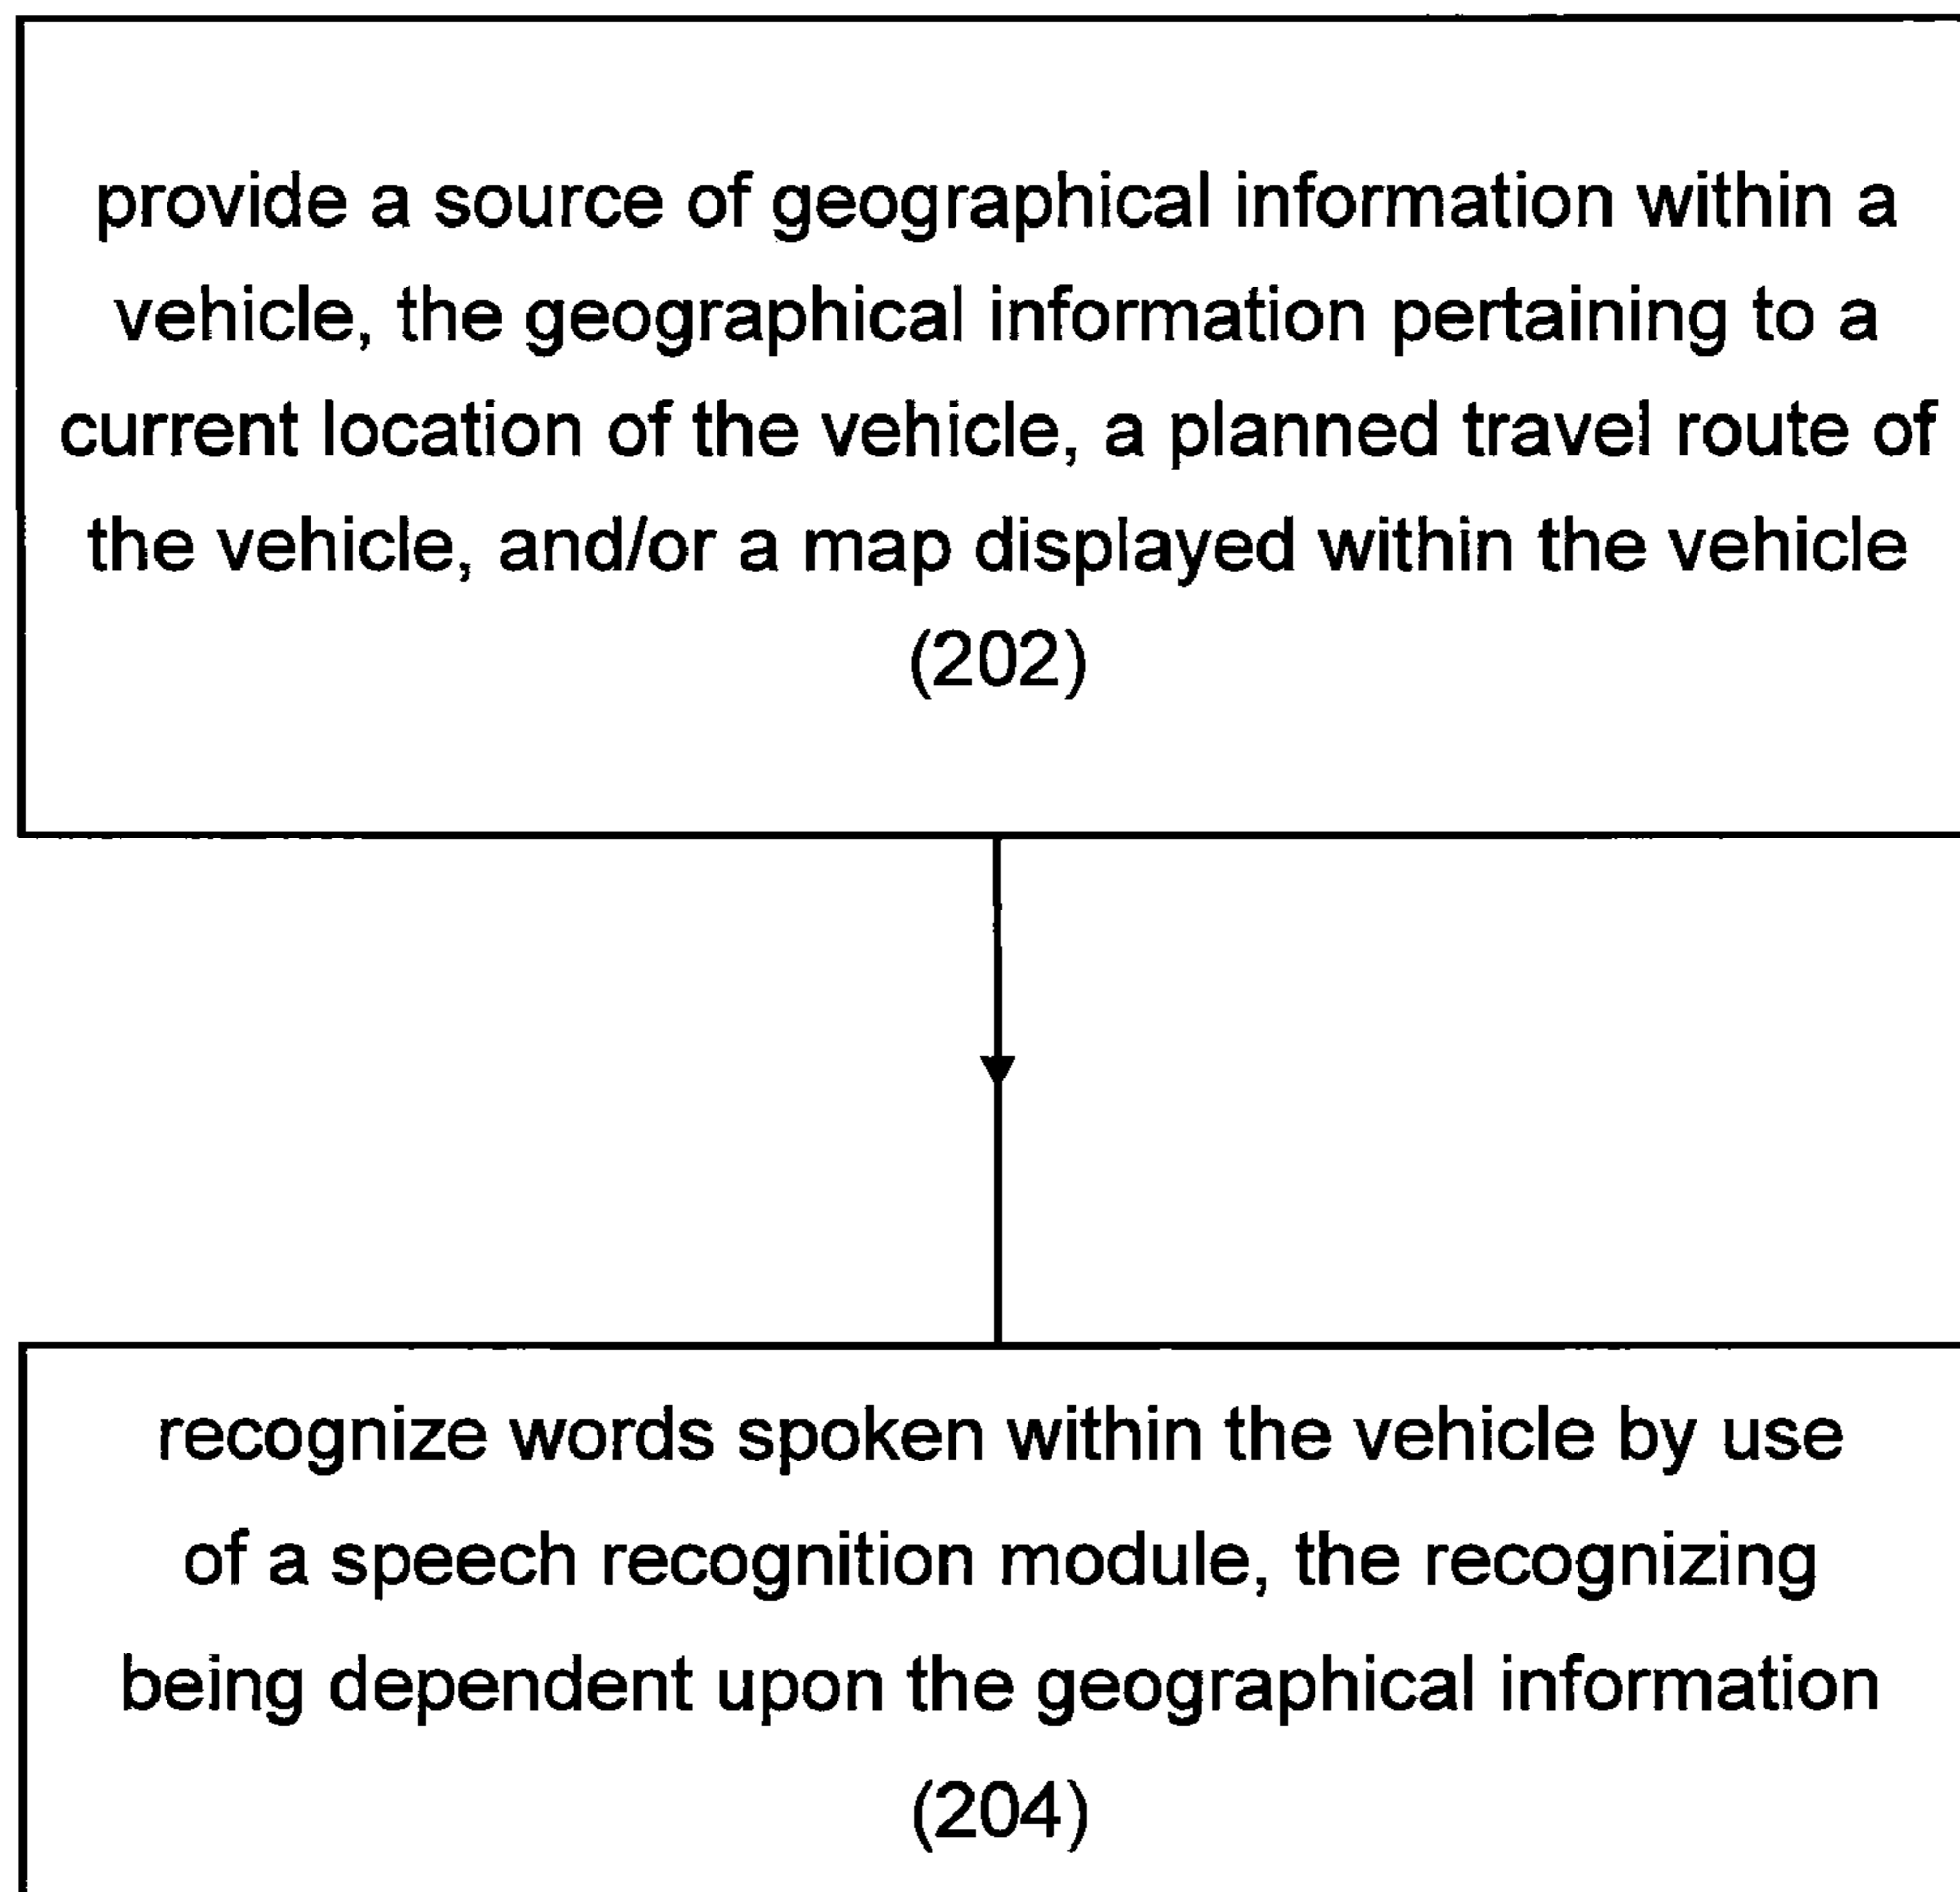 provide a source of geographical information within a
vehicle, the geographical information pertaining to a
current location of the vehicle, a planned travel route of
the vehicle, and/or a map displayed within the vehicle
(202)
recognize words spoken within the vehicle by use
of a speech recognition module, the recognizing
being dependent upon the geographical information
(204)